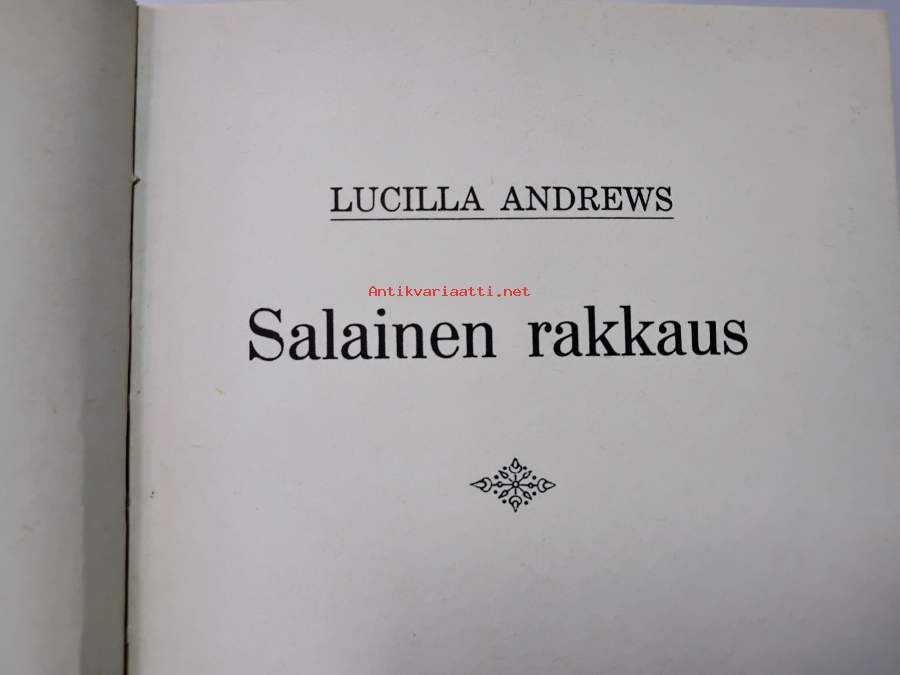 LUCILLA ANDREWS
Antikvariaatti.net
Salainen rakkaus